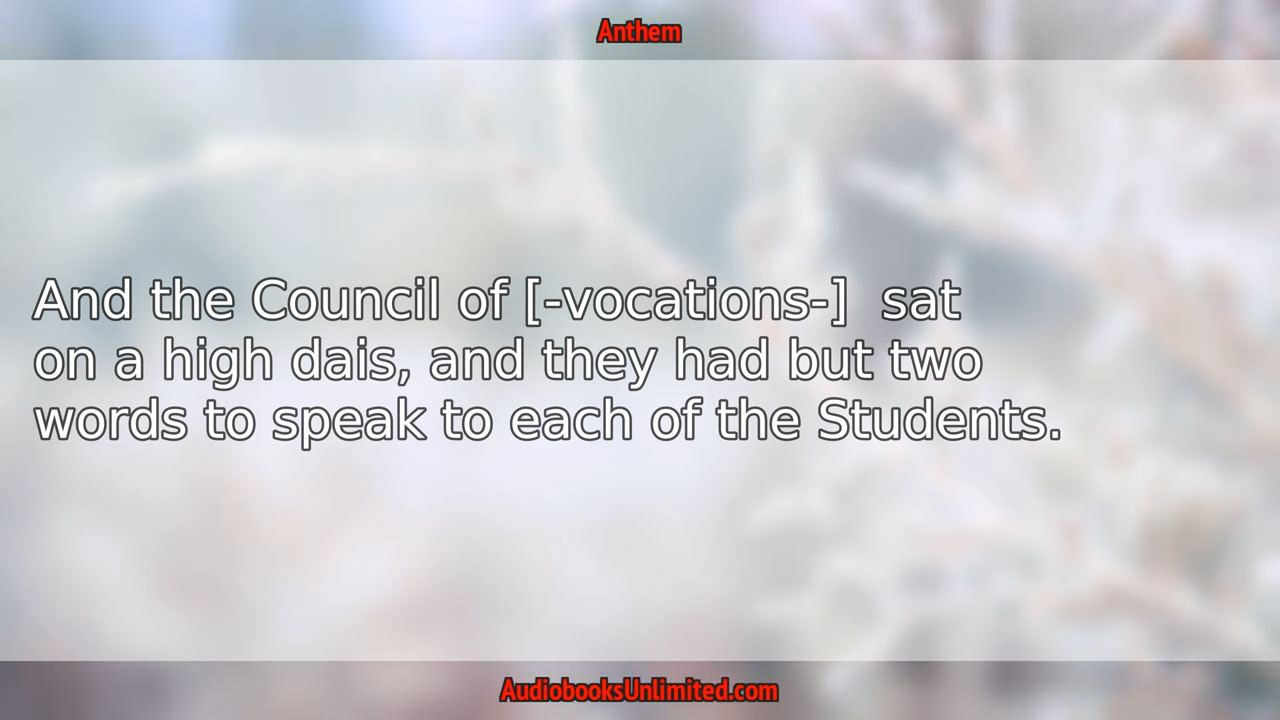 Anthem
And the Council of [-vocations-]  sat
on a high dais, and they had but two
words to speak to each of the Students.
AudiobooksUnlimited.com